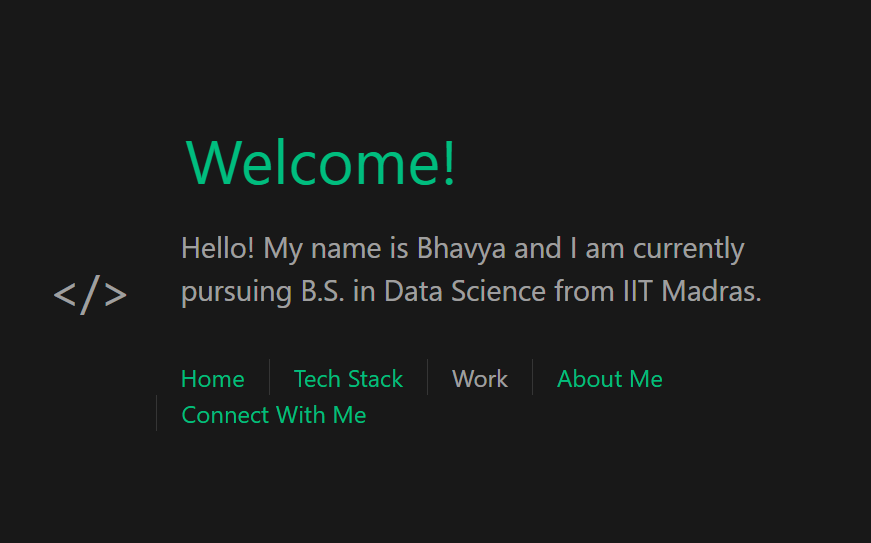 Welcome!
Hello! My name is Bhavya and I am currently
</>
pursuing B.S. in Data Science from IIT Madras.
Home Tech Stack Work About Me
Connect With Me